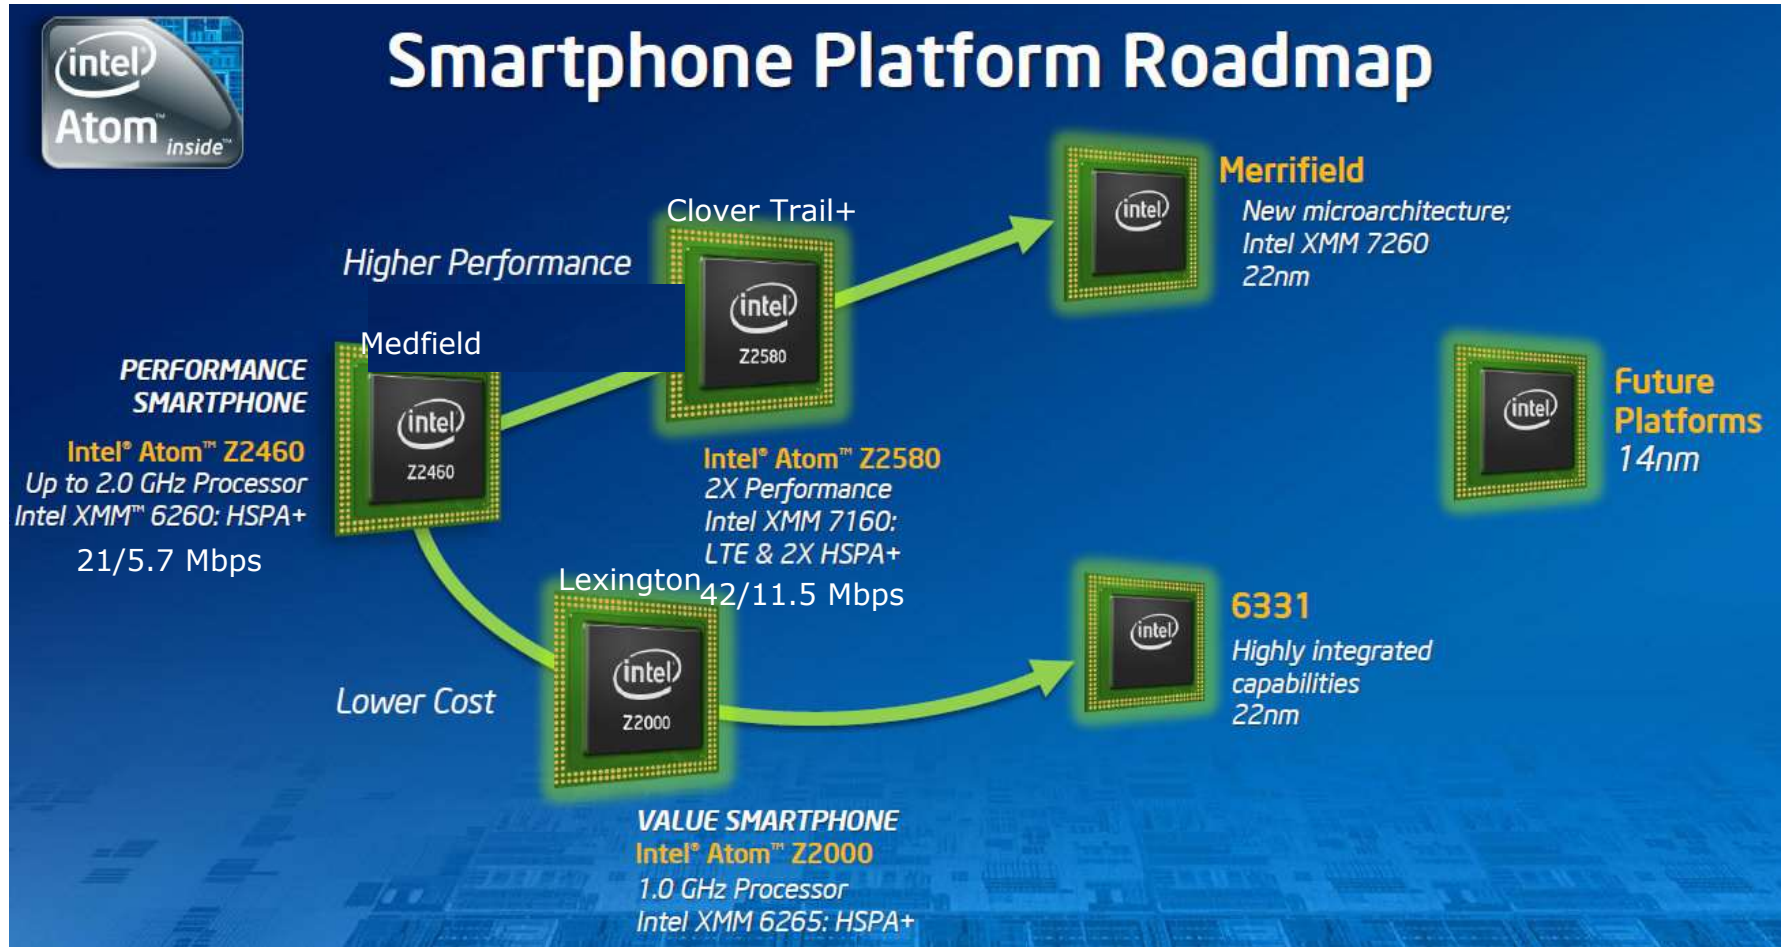 intel®
Atom™
inside™
Smartphone Platform Roadmap
Merrifield
New microarchitecture;
Intel XMM 7260
22nm
intel
Clover Trail+
Higher Performance
intel
Z2580
Medfield
PERFORMANCE
SMARTPHONE
Intel® Atom™ Z2460
Up to 2.0 GHz Processor
Intel XMM™ 6260: HSPA+
21/5.7 Mbps
intel
Z2460
Intel® Atom™ Z2580
2X Performance
Intel XMM 7160:
LTE & 2X HSPA+
42/11.5 Mbps
intel
Future
Platforms
14nm
Lexington
intel
Z2000
Lower Cost
intel
6331
Highly integrated
capabilities
22nm
VALUE SMARTPHONE
Intel® Atom™ Z2000
1.0 GHz Processor
Intel XMM 6265: HSPA+